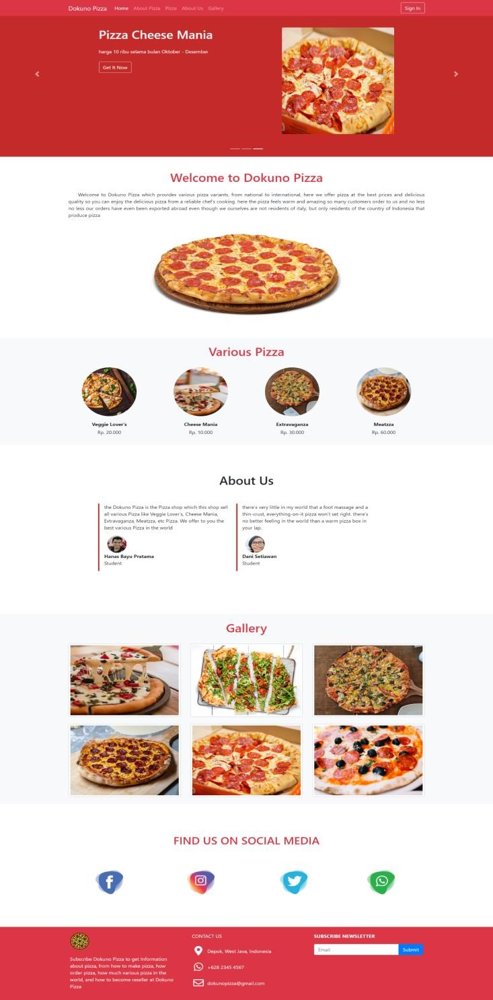 Dokuno Pizza Home About Pizza Pizza About Us Gallery Sign In
Pizza Cheese Mania
harga 10 ribu selama bulan Oktober - Desember
Get It Now
Welcome to Dokuno Pizza
Welcome to Dokuno Pizza which provides various pizza variants, from national to international, here we offer pizza at the best prices and delicious
quality so you can enjoy the delicious pizza from a reliable chef's cooking. here the pizza feels warm and amazing so many customers order to us and no less
no less our orders have even been exported abroad even though we ourselves are not residents of italy, but only residents of the country of Indonesia that
produce pizza
Various Pizza
Veggie Lover's
Rp. 20.000
Cheese Mania
Rp. 10.000
Extravaganza
Rp. 30.000
Meatzza
Rp. 60.000
About Us
the Dokuno Pizza is the Pizza shop which this shop sell
all various Pizza like Veggie Lover's, Cheese Mania,
Extravaganza, Meatzza, etc Pizza. We offer to you the
best various Pizza in the world
Hanas Bayu Pratama
Student
there's very little in my world that a foot massage and a
thin-crust, everything-on-it pizza won't set right. there's
no better feeling in the world than a warm pizza box in
your lap.
Dani Setiawan
Student
Gallery
FIND US ON SOCIAL MEDIA
Subscribe Dokuno Pizza to get Information
about pizza, from how to make pizza, how
order pizza, how much various pizza in the
world, and how to become reseller at Dokuno
Pizza
CONTACT US
Depok, West Java, Indonesia
+628 2345 4567
dokunopizza@gmail.com
SUBSCRIBE NEWSLETTER
Email Submit